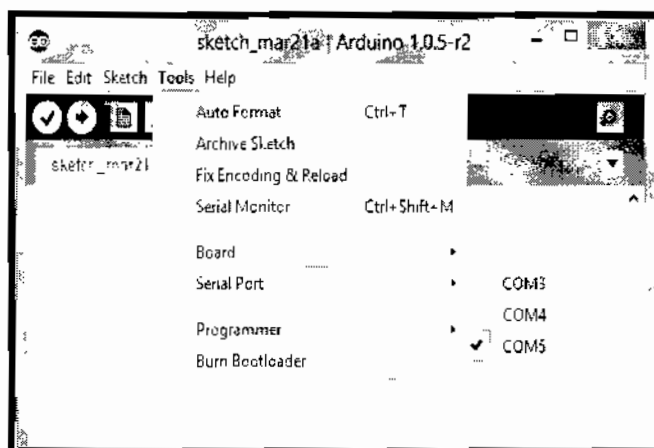 sketch_mar21a | Arduino 1.0.5-r2
File Edit Sketch Tools Help
Auto Format Ctrl+T
Archive Sketch
sketch_mar21
Fix Encoding & Reload
Serial Monitor Ctrl+Shift+M
Board
Serial Port
COM3
COM4
Programmer
COM5
Burn Bootloader